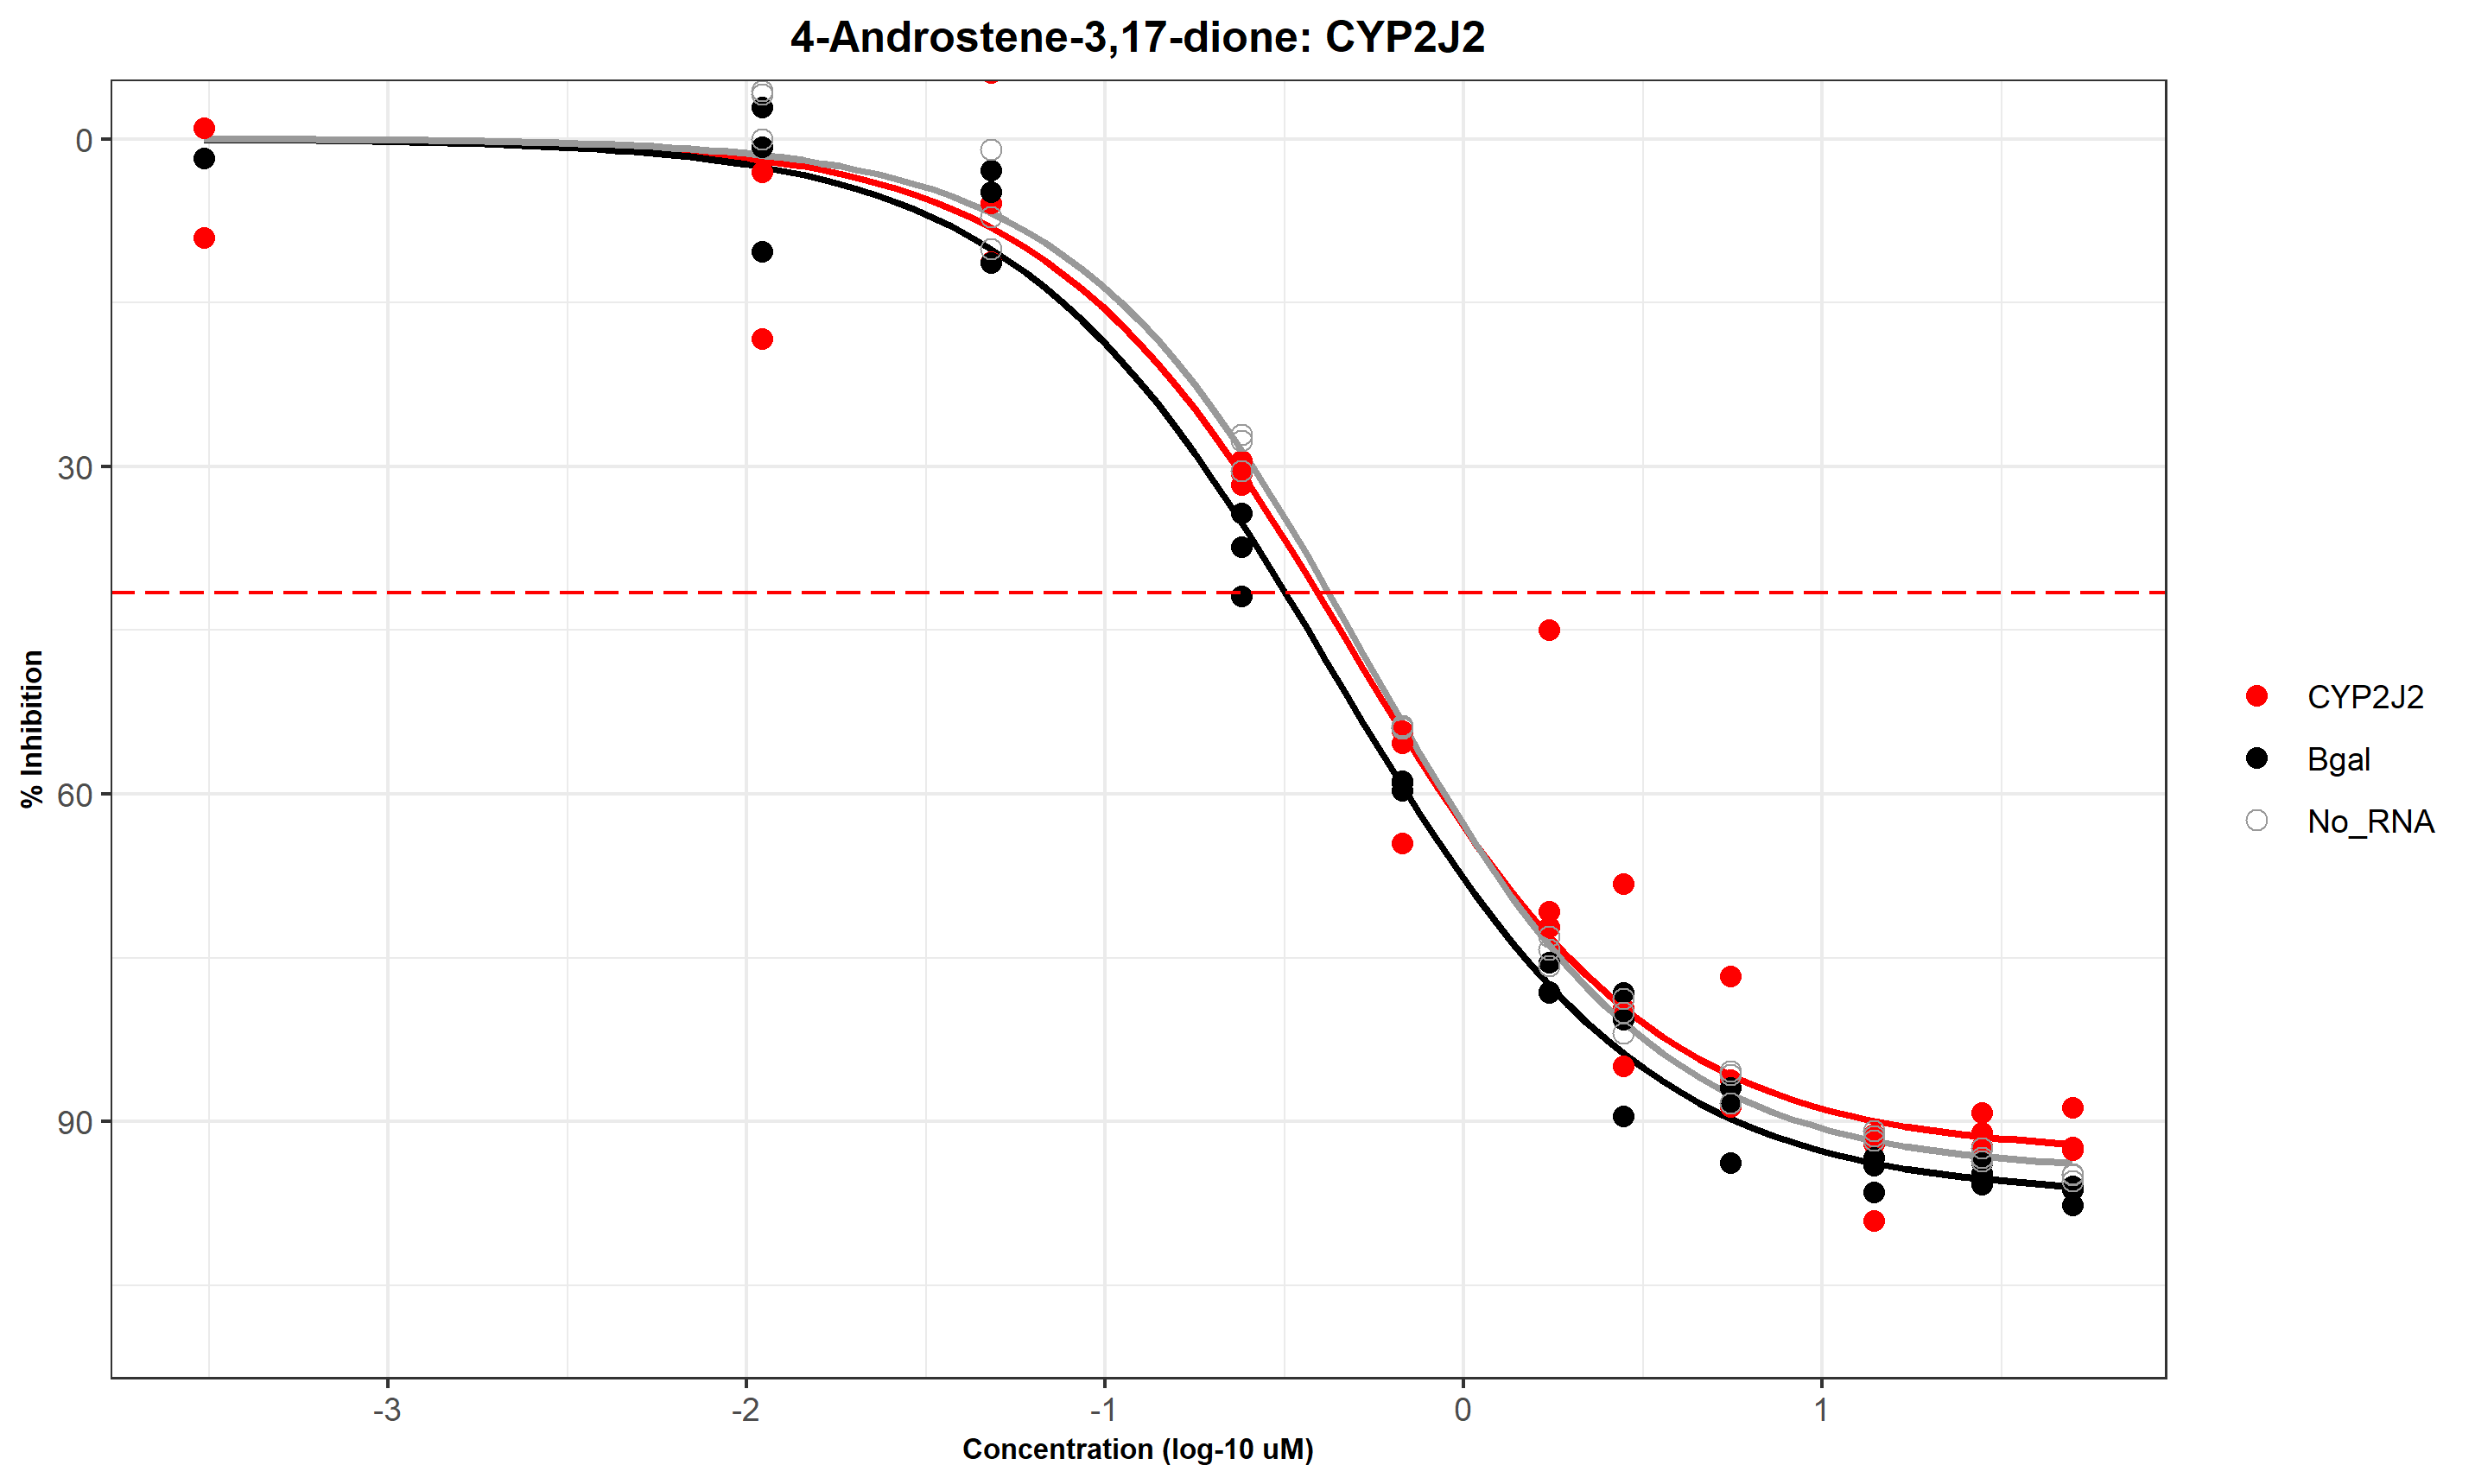 4-Androstene-3,17-dione: CYP2J2
% Inhibition
0
30
60
90
-3
-2
-1
0
1
Concentration (log-10 uM)
CYP2J2
Bgal
No_RNA